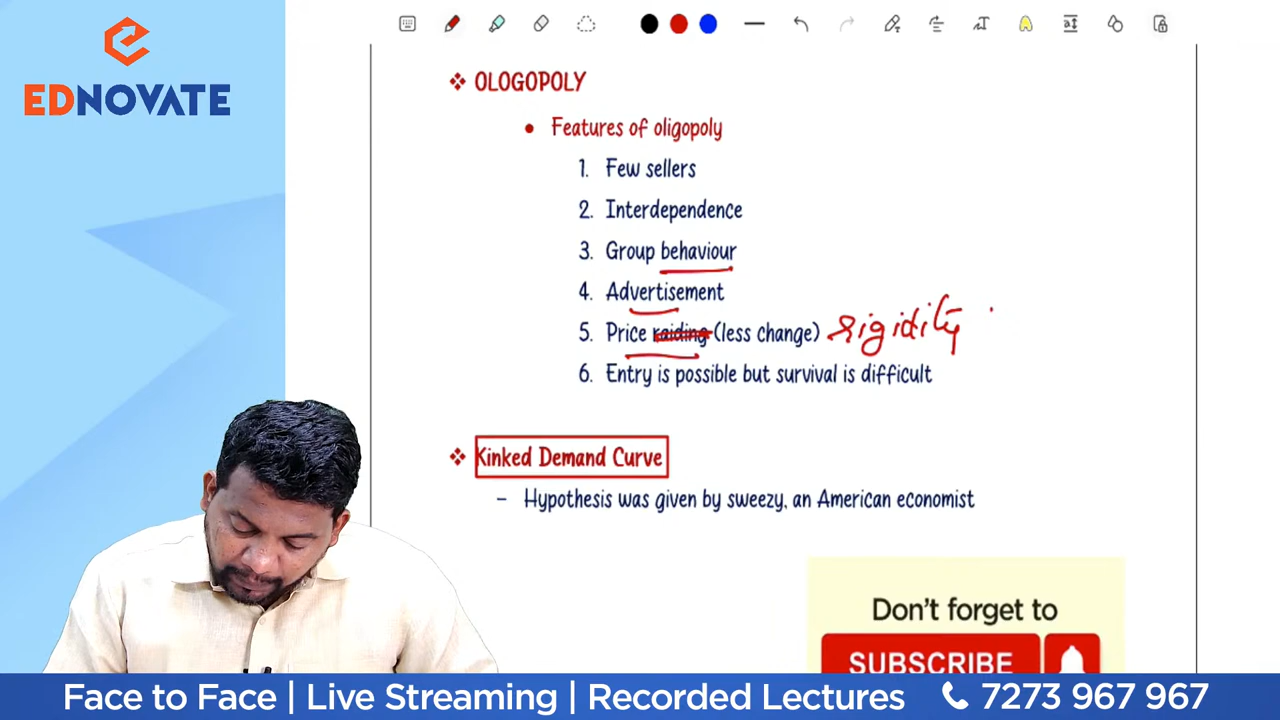 EDNOVATE
OLOGOPOLY
Features of oligopoly
1. Few sellers
2. Interdependence
3. Group behaviour
4. Advertisement
5. Price raiding (less change) rigidity
6. Entry is possible but survival is difficult
Kinked Demand Curve
– Hypothesis was given by sweezy, an American economist
Don't forget to
SUBSCRIBE
Face to Face | Live Streaming | Recorded Lectures 7273 967 967